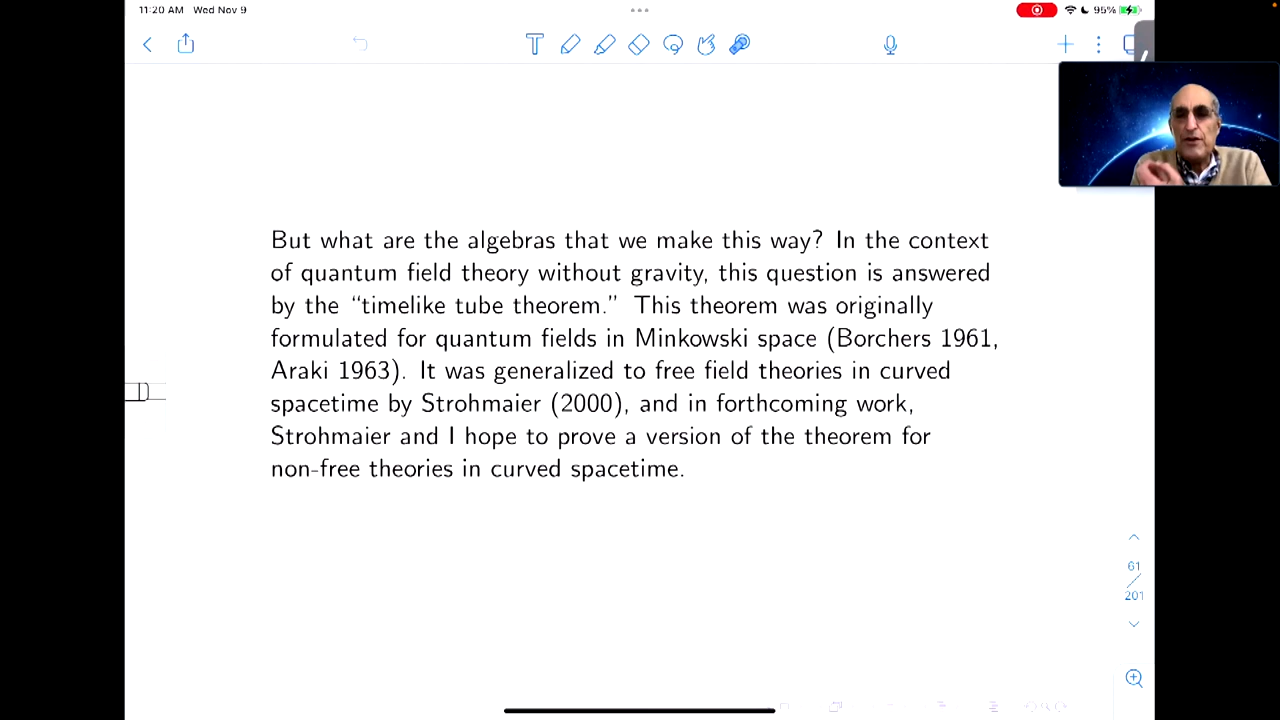 11:20 AM Wed Nov 9
95%
But what are the algebras that we make this way? In the context
of quantum field theory without gravity, this question is answered
by the “timelike tube theorem.” This theorem was originally
formulated for quantum fields in Minkowski space (Borchers 1961,
Araki 1963). It was generalized to free field theories in curved
spacetime by Strohmaier (2000), and in forthcoming work,
Strohmaier and I hope to prove a version of the theorem for
non-free theories in curved spacetime.
61
201